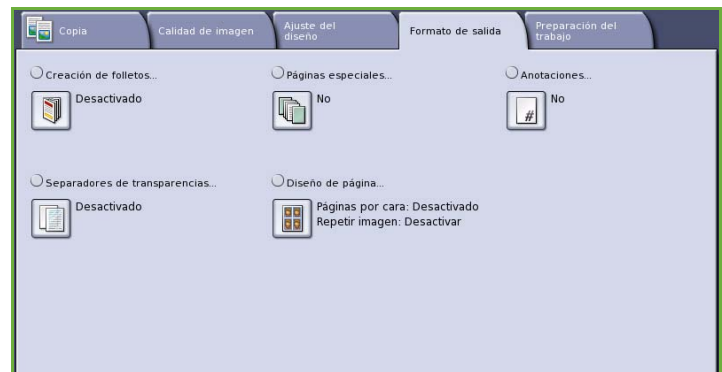 Copia
Calidad de imagen
Ajuste del
diseño
Formato de salida
Preparación del
trabajo
Creación de folletos...
Desactivado
Páginas especiales...
No
Anotaciones...
No
#
Separadores de transparencias...
Desactivado
Diseño de página...
Páginas por cara: Desactivado
Repetir imagen: Desactivar